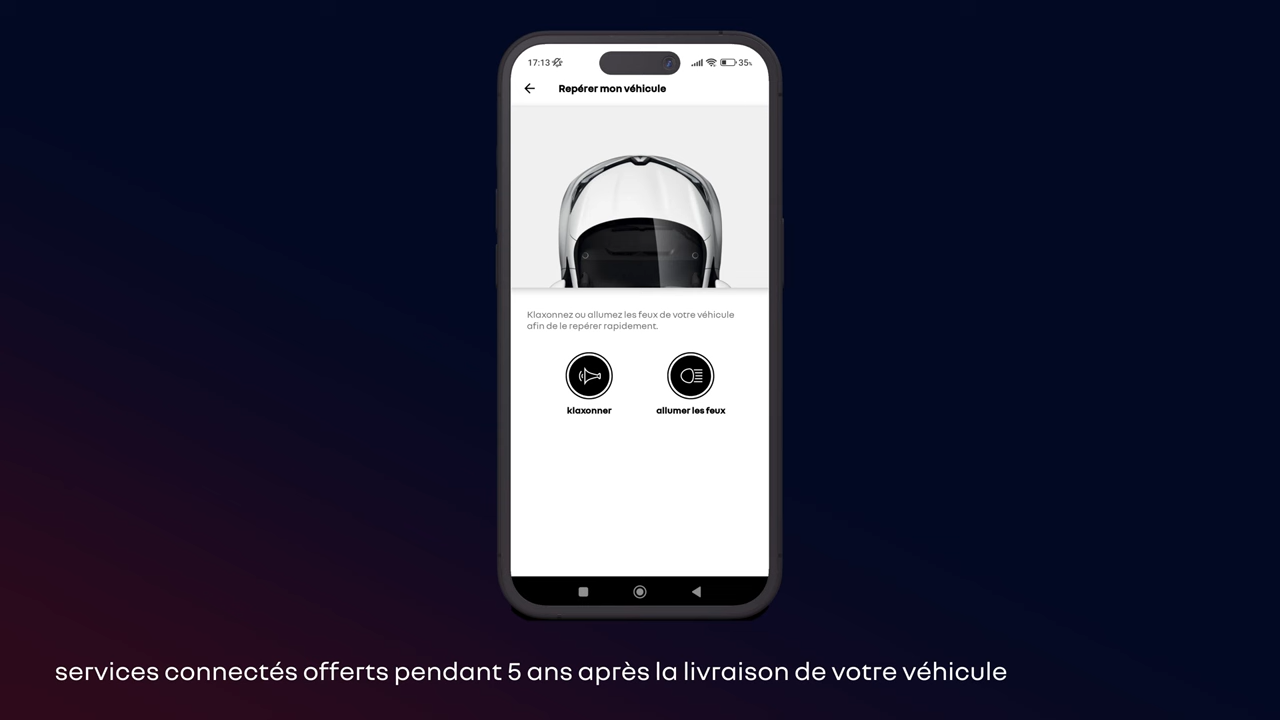 17:13 35%
Repérer mon véhicule
Klaxonnez ou allumez les feux de votre véhicule
afin de le repérer rapidement.
klaxonner allumer les feux
services connectés offerts pendant 5 ans après la livraison de votre véhicule